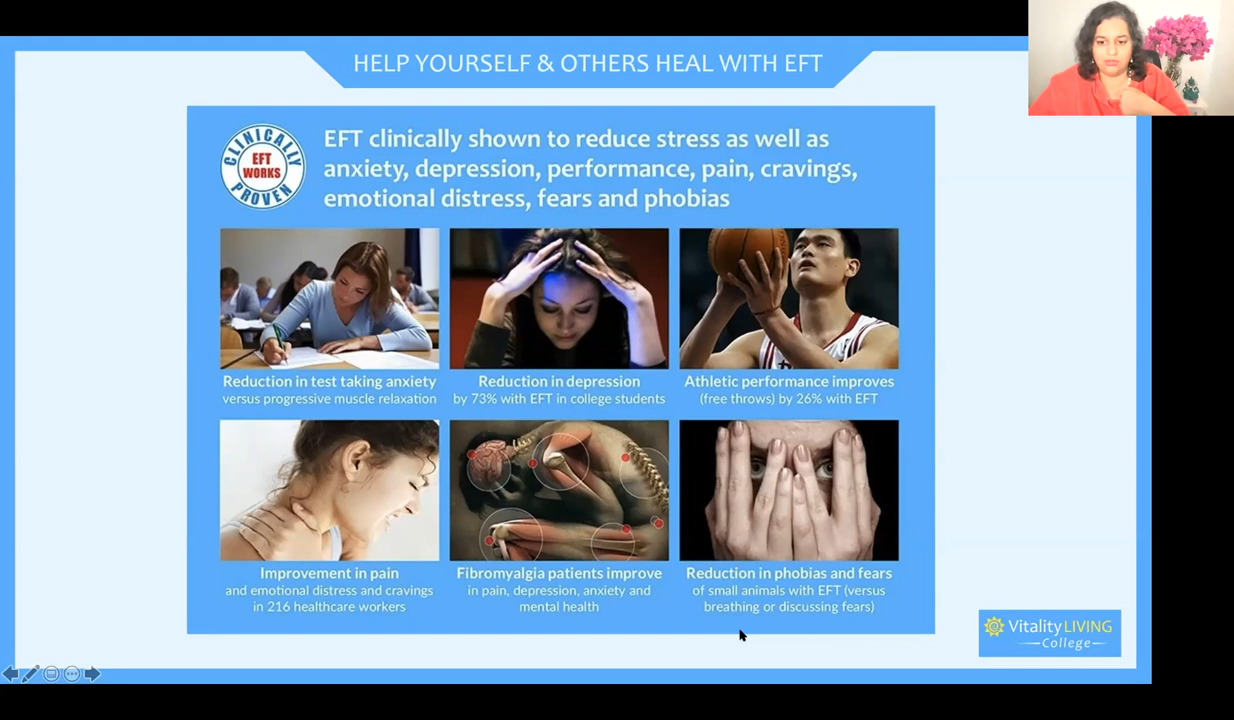 HELP YOURSELF & OTHERS HEAL WITH EFT
CLINICALLY
EFT
WORKS
PROVEN
EFT clinically shown to reduce stress as well as
anxiety, depression, performance, pain, cravings,
emotional distress, fears and phobias
Reduction in test taking anxiety
versus progressive muscle relaxation
Reduction in depression
by 73% with EFT in college students
Athletic performance improves
(free throws) by 26% with EFT
Improvement in pain
and emotional distress and cravings
in 216 healthcare workers
Fibromyalgia patients improve
in pain, depression, anxiety and
mental health
Reduction in phobias and fears
of small animals with EFT (versus
breathing or discussing fears)
Vitality LIVING
College